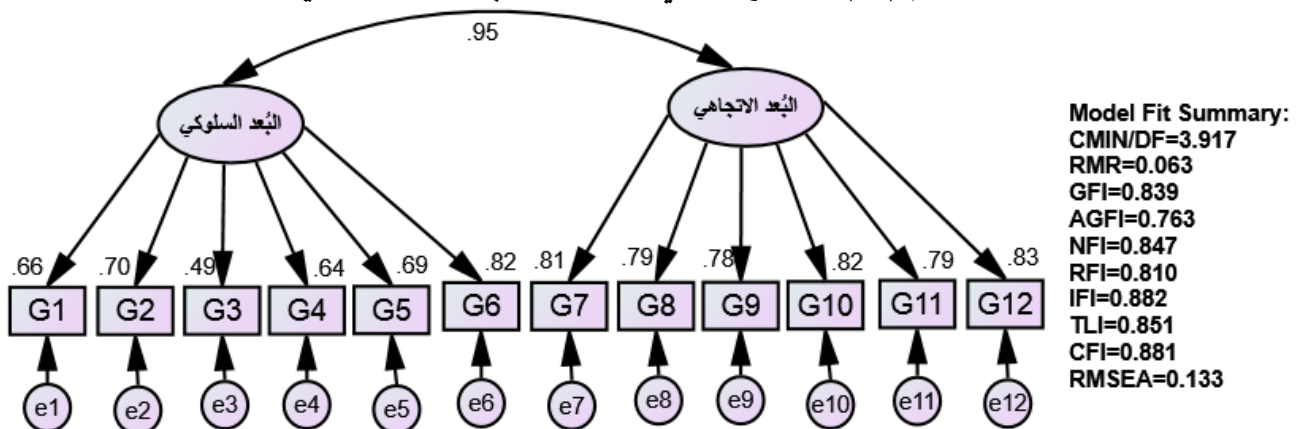 .95
البُعد السلوكي
البُعد الاتجاهي
.66 .70 .49 .64 .69 .82 .81 .79 .78 .82 .79 .83
G1 G2 G3 G4 G5 G6 G7 G8 G9 G10 G11 G12
e1 e2 e3 e4 e5 e6 e7 e8 e9 e10 e11 e12
Model Fit Summary:
CMIN/DF=3.917
RMR=0.063
GFI=0.839
AGFI=0.763
NFI=0.847
RFI=0.810
IFI=0.882
TLI=0.851
CFI=0.881
RMSEA=0.133